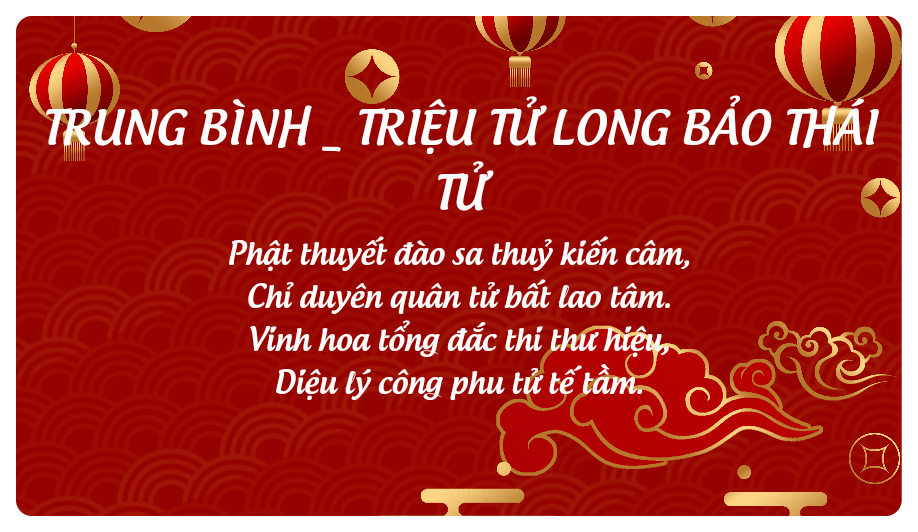 TRUNG BÌNH _ TRIỆU TỬ LONG BẢO THÁI
TỬ
Phật thuyết đào sa thuỷ kiến câm,
Chỉ duyên quân tử bất lao tâm.
Vinh hoa tổng đắc thi thư hiệu,
Diệu lý công phu tử tế tầm.